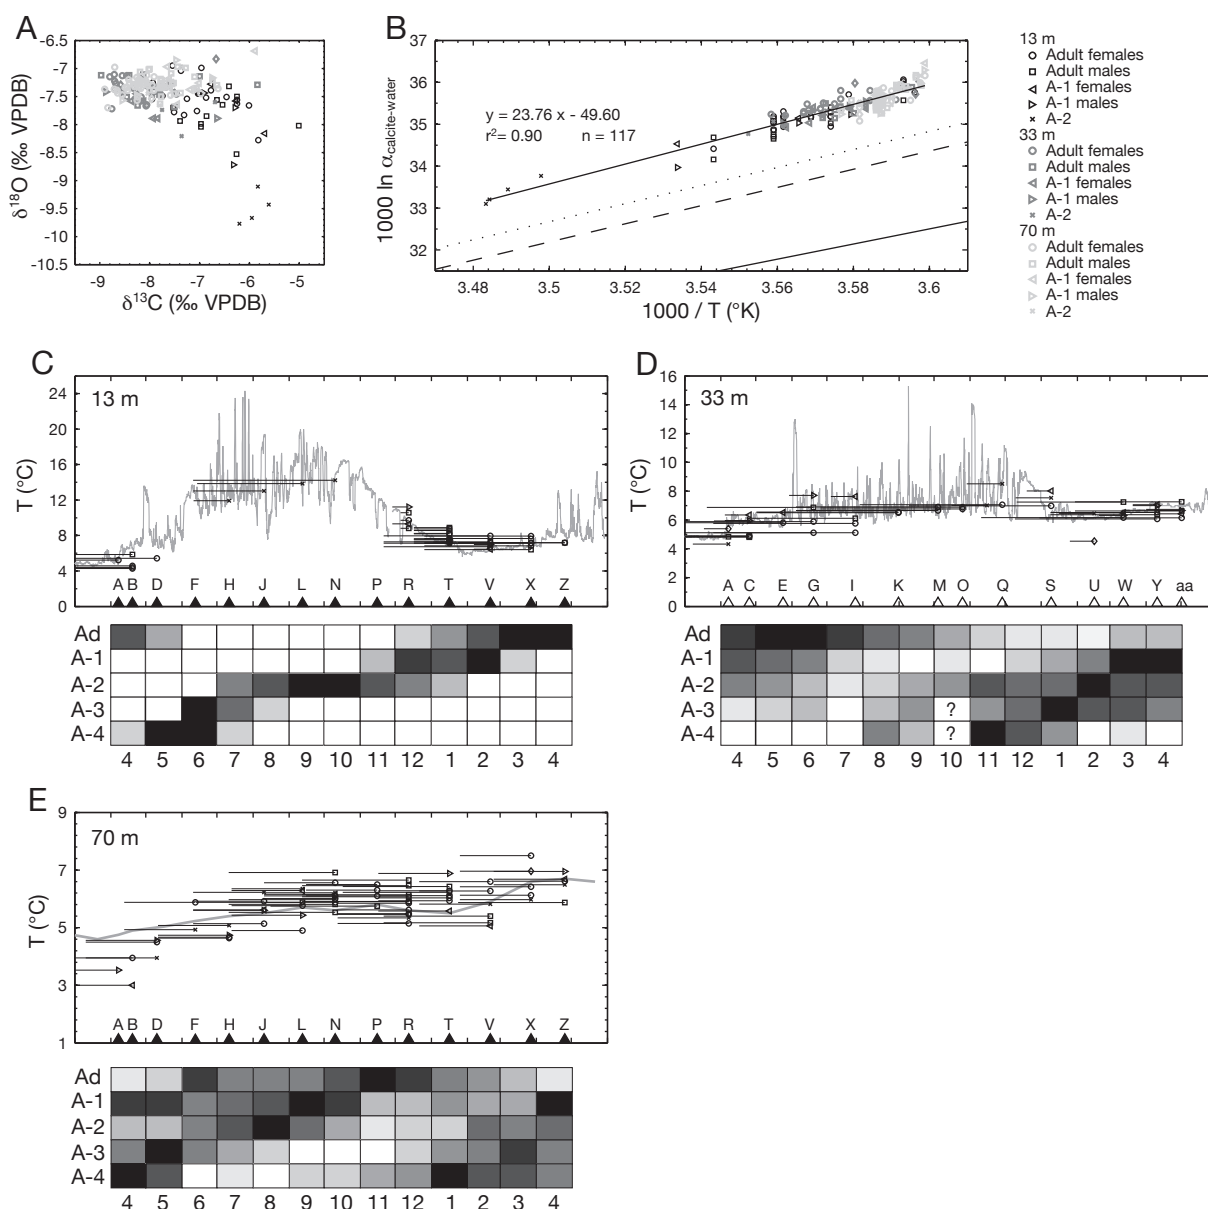 A
-6.5
-7
-7.5
-8
-8.5
-9
-9.5
-10
-10.5
δ18O (‰ VPDB)
-9 -8 -7 -6 -5
δ13C (‰ VPDB)
B
37
36
35
34
33
32
1000 ln αcalcite-water
y = 23.76 x - 49.60
r2= 0.90 n = 117
3.48 3.5 3.52 3.54 3.56 3.58 3.6
1000 / T (°K)
13 m
Adult females
Adult males
A-1 females
A-1 males
A-2
33 m
Adult females
Adult males
A-1 females
A-1 males
A-2
70 m
Adult females
Adult males
A-1 females
A-1 males
A-2
C
13 m
24
20
16
12
8
4
0
T (°C)
A B D F H J L N P R T V X Z
Ad
A-1
A-2
A-3
A-4
4 5 6 7 8 9 10 11 12 1 2 3 4
D
33 m
16
14
12
10
8
6
4
2
0
T (°C)
A C E G I K M O Q S U W Y aa
Ad
A-1
A-2
A-3 ?
A-4 ?
4 5 6 7 8 9 10 11 12 1 2 3 4
E
70 m
9
7
5
3
1
T (°C)
A B D F H J L N P R T V X Z
Ad
A-1
A-2
A-3
A-4
4 5 6 7 8 9 10 11 12 1 2 3 4